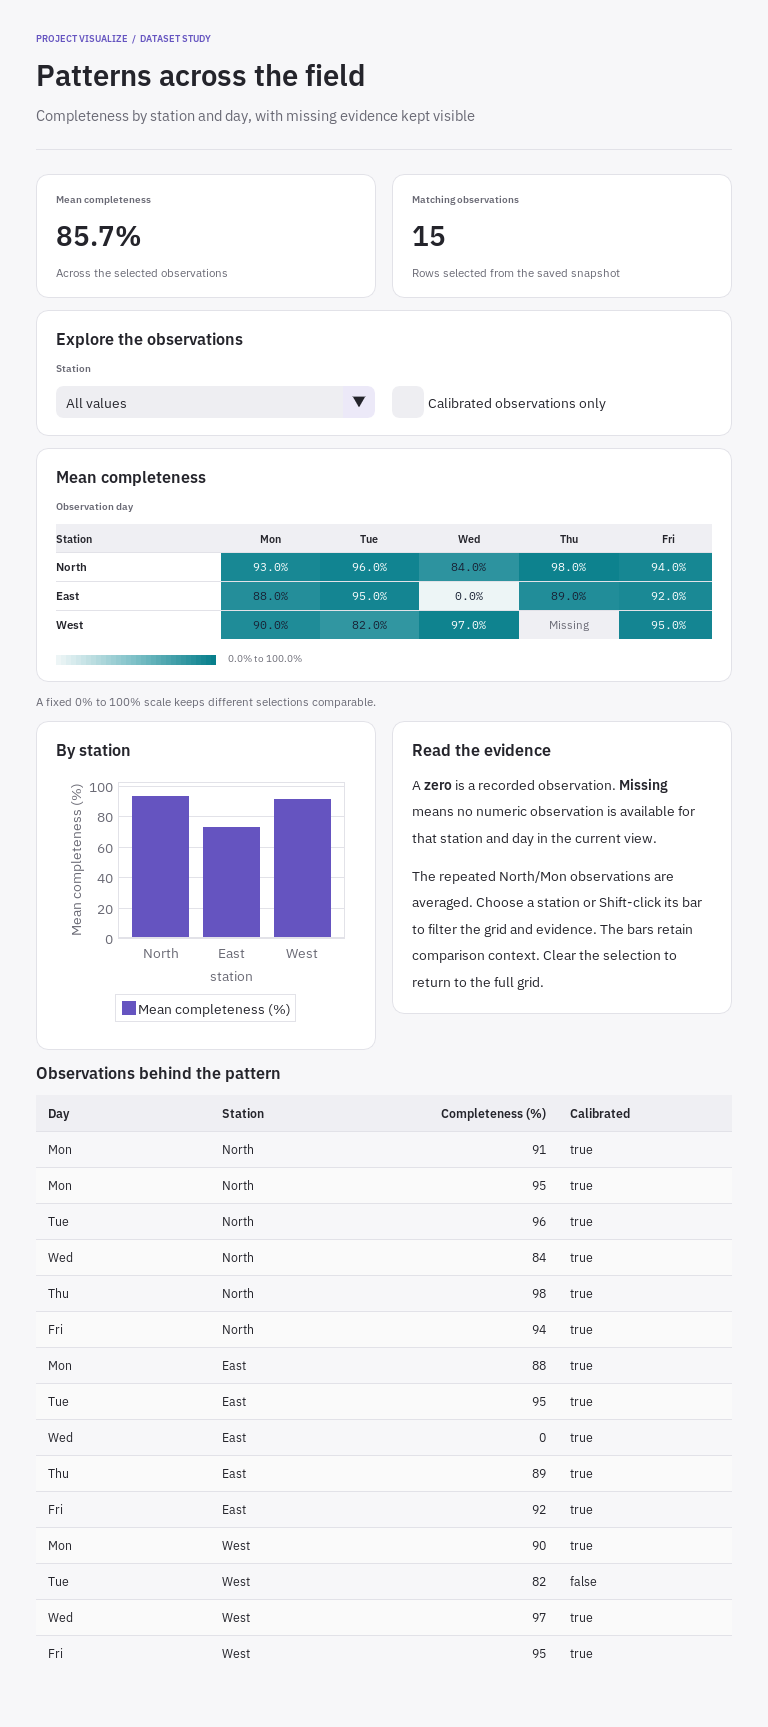 PROJECT VISUALIZE / DATASET STUDY
Patterns across the field
Completeness by station and day, with missing evidence kept visible
Mean completeness
85.7%
Across the selected observations
Matching observations
15
Rows selected from the saved snapshot
Explore the observations
Station
All values
Calibrated observations only
Mean completeness
Observation day
Station Mon Tue Wed Thu Fri
North 93.0% 96.0% 84.0% 98.0% 94.0%
East 88.0% 95.0% 0.0% 89.0% 92.0%
West 90.0% 82.0% 97.0% Missing 95.0%
0.0% to 100.0%
A fixed 0% to 100% scale keeps different selections comparable.
By station
Mean completeness (%)
100
80
60
40
20
0
North East West
station
Mean completeness (%)
Read the evidence
A zero is a recorded observation. Missing
means no numeric observation is available for
that station and day in the current view.
The repeated North/Mon observations are
averaged. Choose a station or Shift-click its bar
to filter the grid and evidence. The bars retain
comparison context. Clear the selection to
return to the full grid.
Observations behind the pattern
Day Station Completeness (%) Calibrated
Mon North 91 true
Mon North 95 true
Tue North 96 true
Wed North 84 true
Thu North 98 true
Fri North 94 true
Mon East 88 true
Tue East 95 true
Wed East 0 true
Thu East 89 true
Fri East 92 true
Mon West 90 true
Tue West 82 false
Wed West 97 true
Fri West 95 true